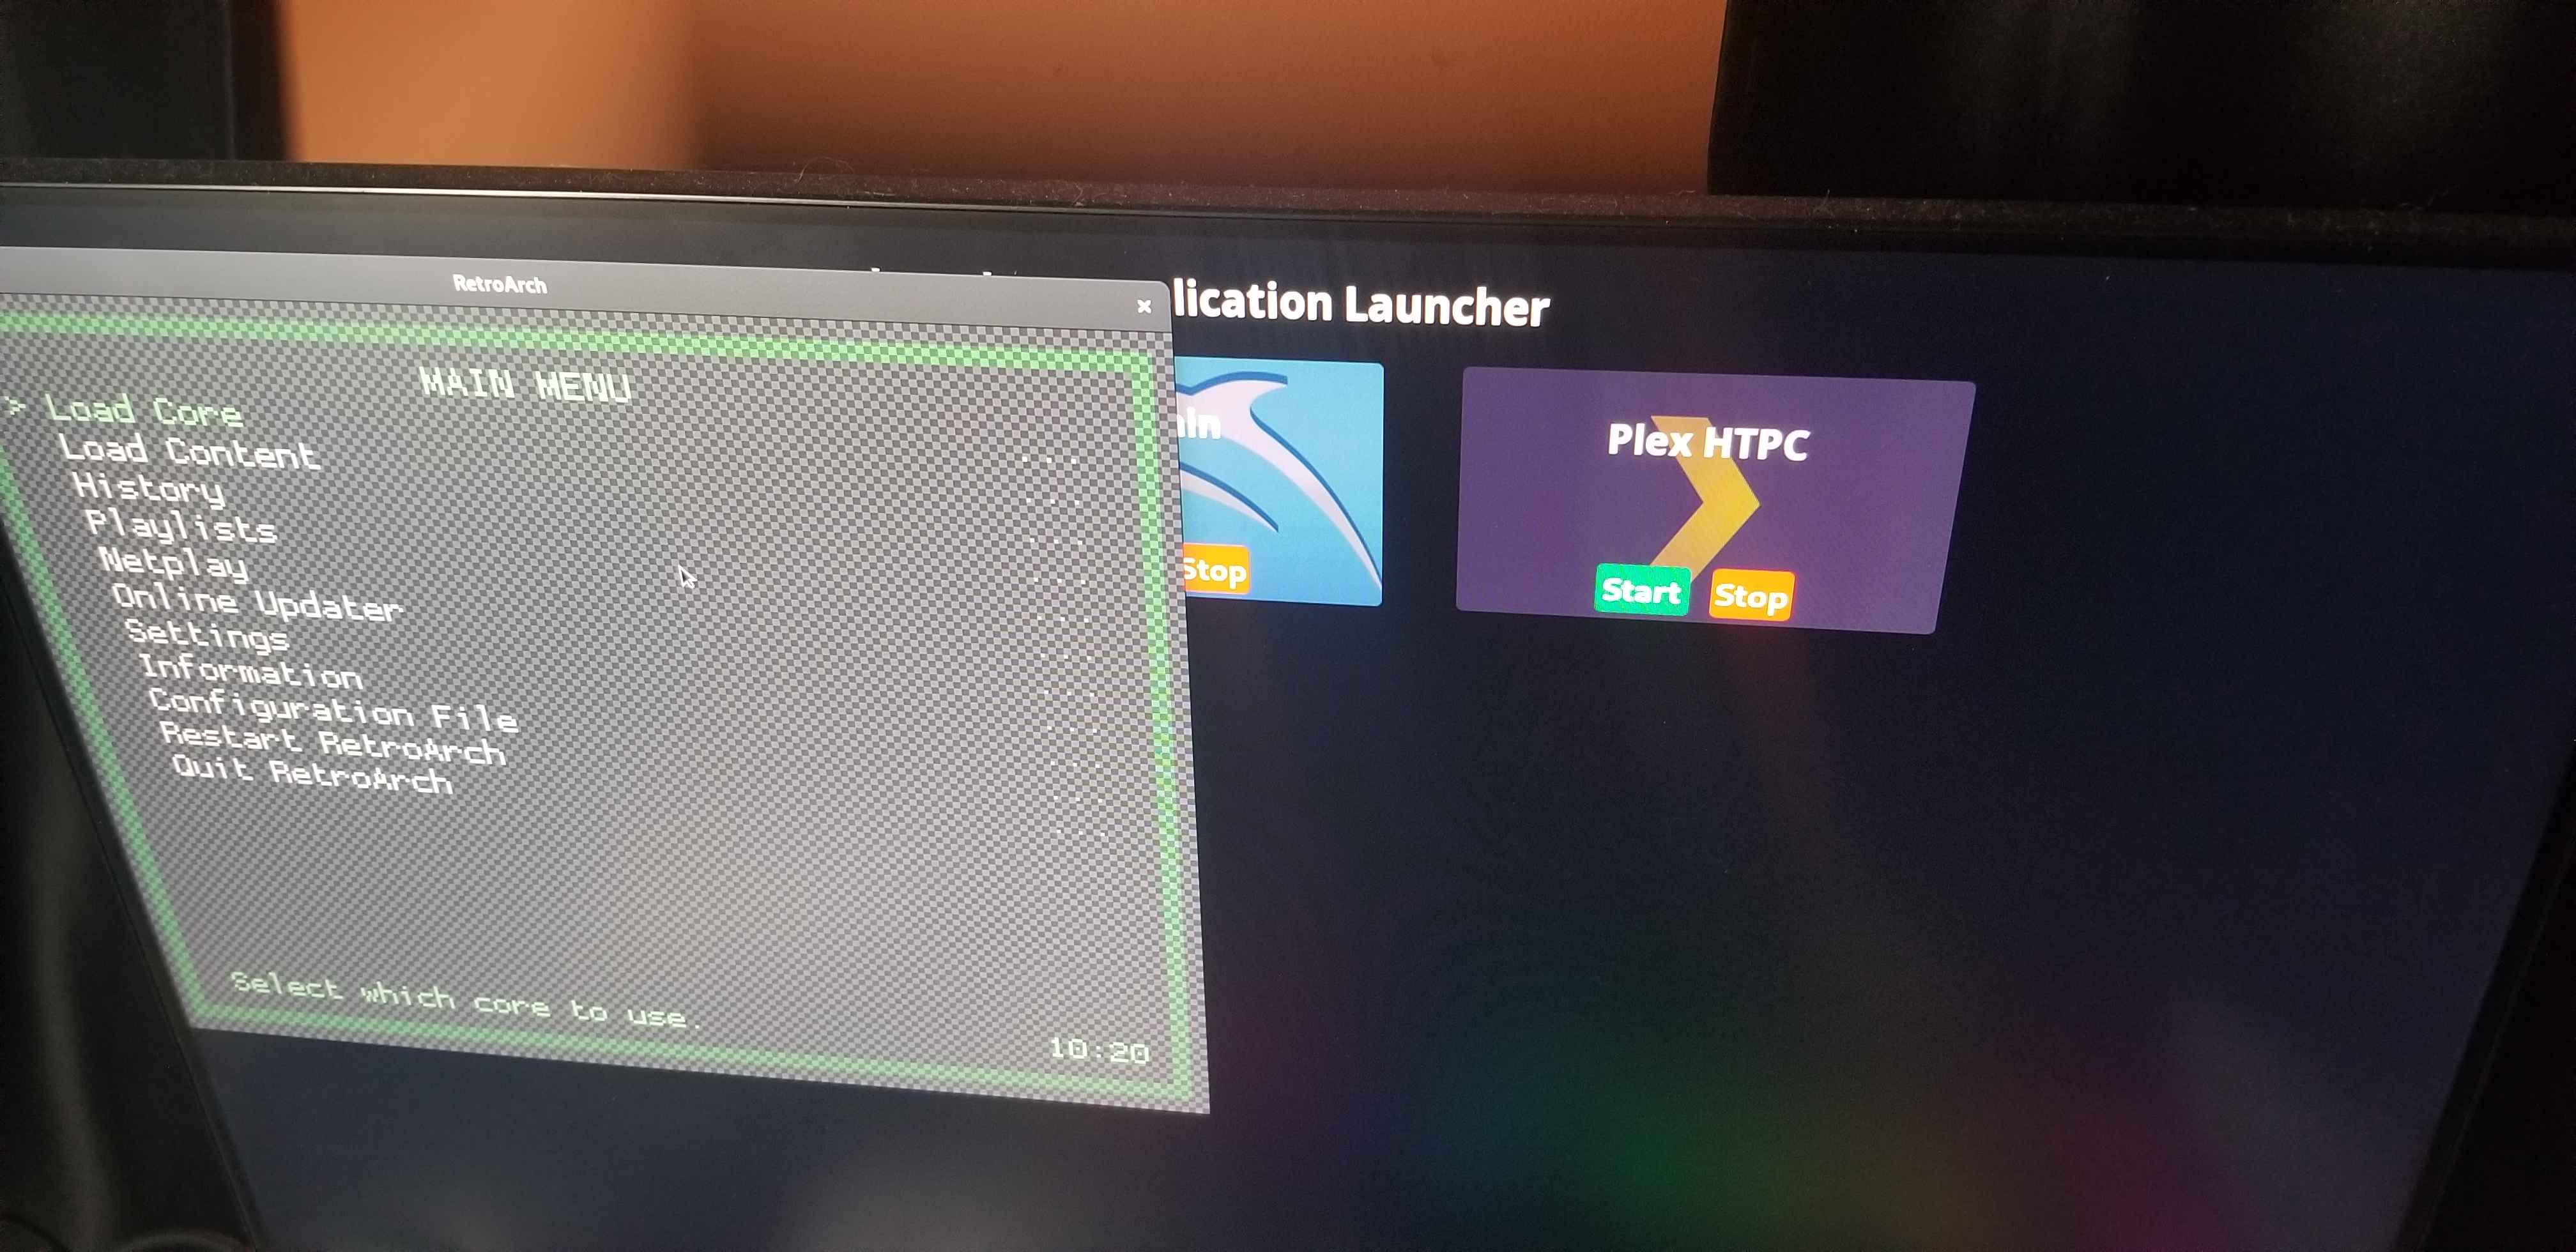 RetroArch
lication Launcher
MAIN MENU
> Load Core
Load Content ...
History ...
Playlists ...
Netplay ...
Online Updater ...
Settings ...
Information ...
Configuration File ...
Restart RetroArch ...
Quit RetroArch ...
Select which core to use.
10:20
hin
Stop
Plex HTPC
Start
Stop